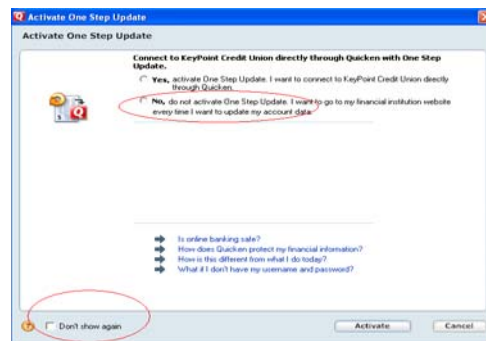 Activate One Step Update
Activate One Step Update
Connect to KeyPoint Credit Union directly through Quicken with One Step
Update.
Yes, activate One Step Update. I want to connect to KeyPoint Credit Union directly
through Quicken.
No, do not activate One Step Update. I want to go to my financial institution website
every time I want to update my account data.
Is online banking safe?
How does Quicken protect my financial information?
How is this different from what I do today?
What if I don't have my username and password?
Don't show again
Activate
Cancel